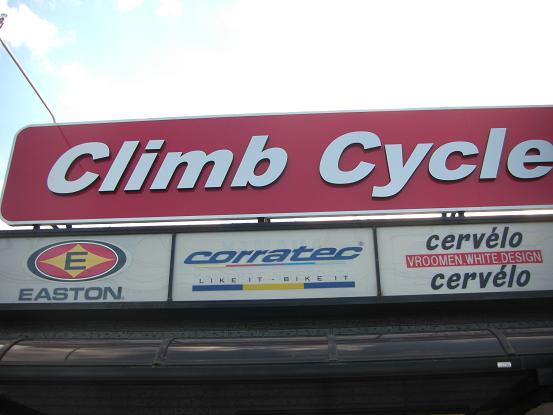 Climb Cycle
E
EASTON
corratec
LIKE IT - BIKE IT
cervélo
VROOMEN.WHITE.DESIGN
cervélo